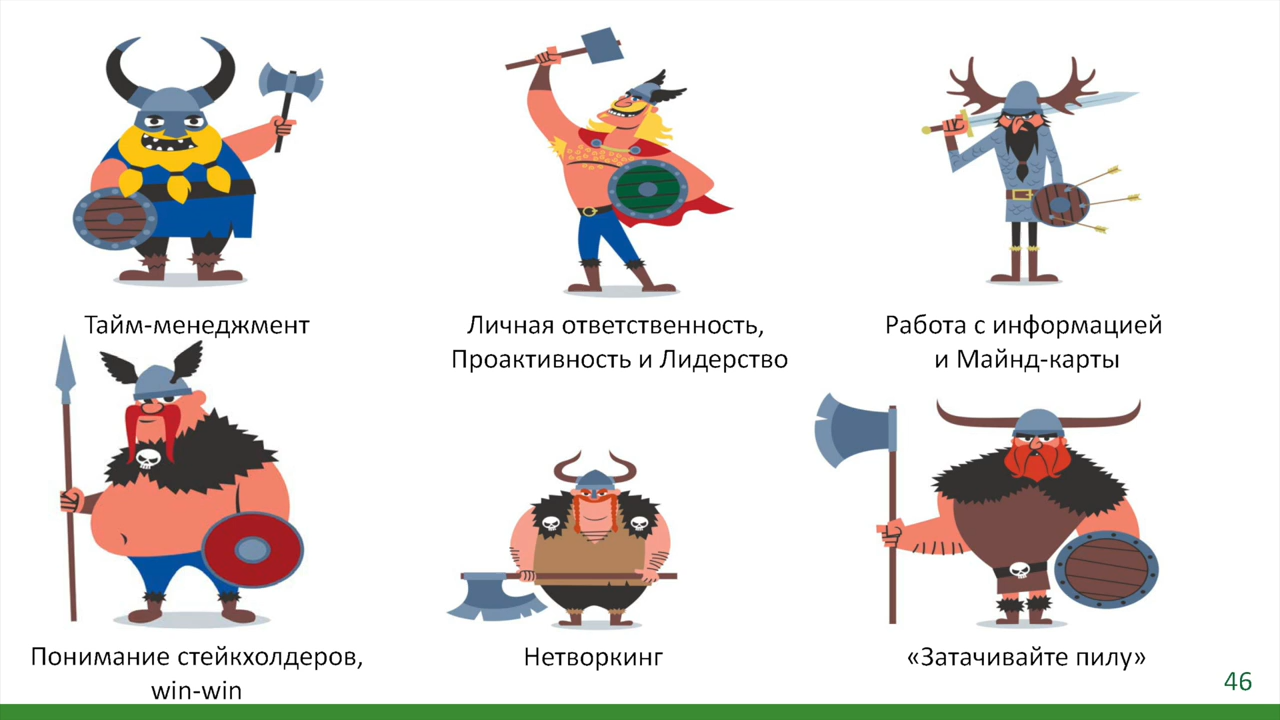 Тайм-менеджмент
Личная ответственность,
Проактивность и Лидерство
Работа с информацией
и Майнд-карты
Понимание стейкхолдеров,
win-win
Нетворкинг
«Затачивайте пилу»
46